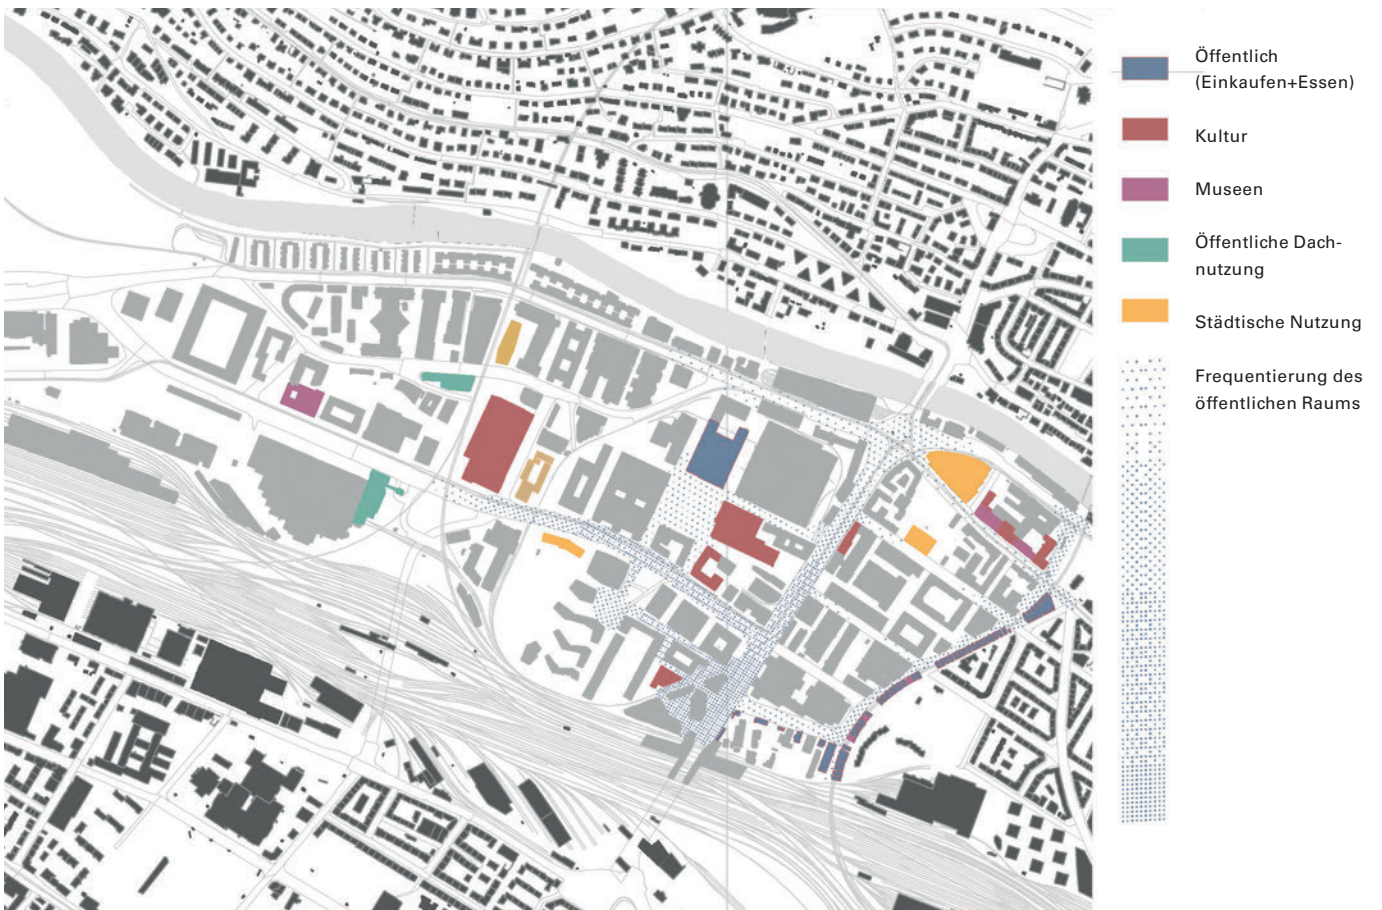 Öffentlich
(Einkaufen+Essen)
Kultur
Museen
Öffentliche Dach-
nutzung
Städtische Nutzung
Frequentierung des
öffentlichen Raums